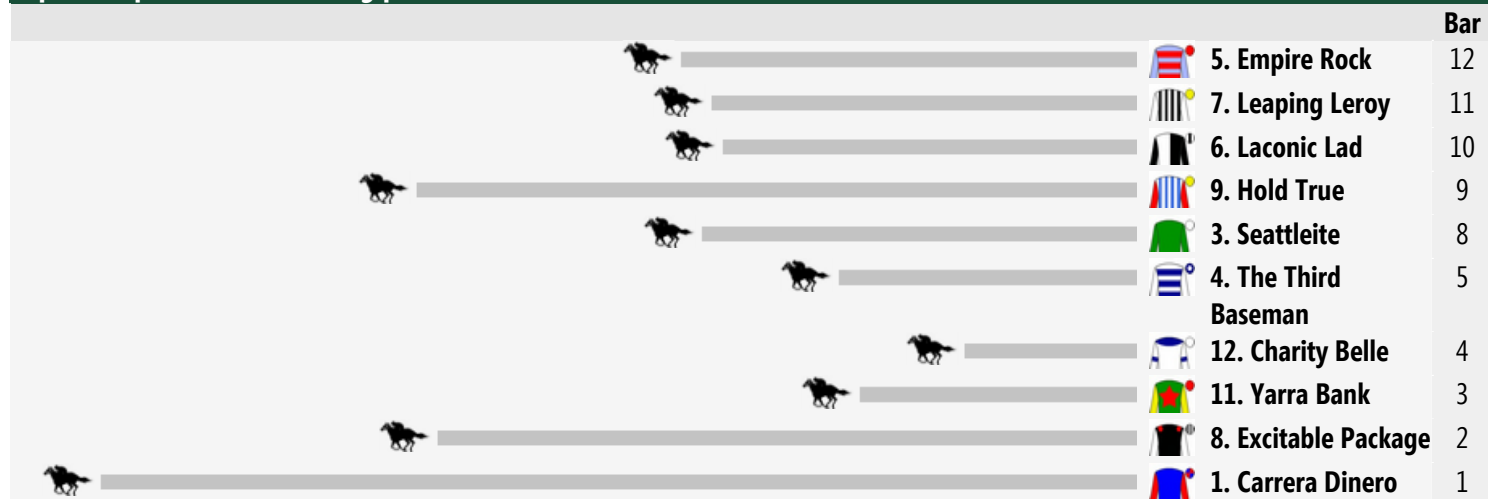 Bar
5. Empire Rock 12
7. Leaping Leroy 11
6. Laconic Lad 10
9. Hold True 9
3. Seattleite 8
4. The Third 5
Baseman
12. Charity Belle 4
11. Yarra Bank 3
8. Excitable Package 2
1. Carrera Dinero 1